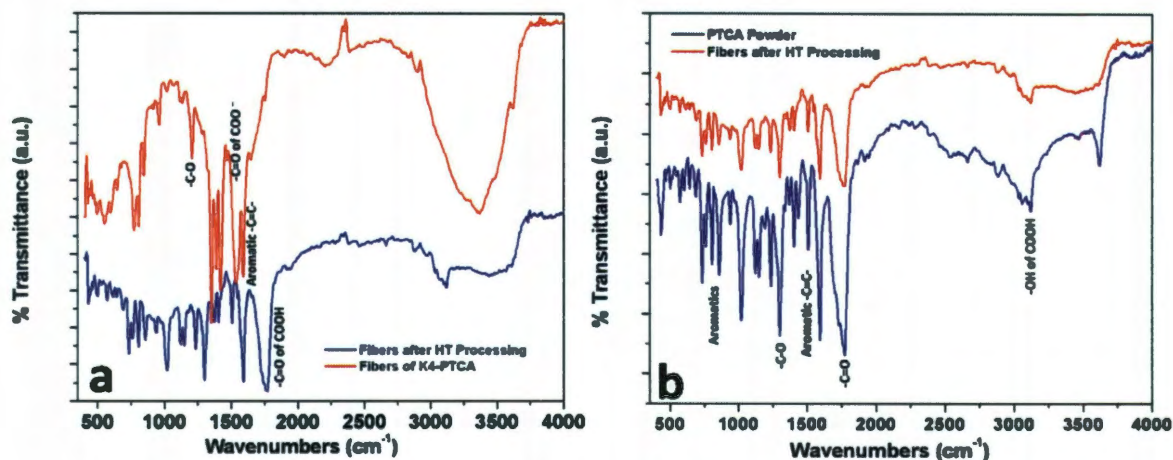 % Transmittance (a.u.)
-C-O
-C=O of COO⁻
Aromatic -C=C-
-C=O of COOH
Fibers after HT Processing
Fibers of K4-PTCA
a
500 1000 1500 2000 2500 3000 3500 4000
Wavenumbers (cm⁻¹)
% Transmittance (a.u.)
PTCA Powder
Fibers after HT Processing
Aromatics
-C-O
Aromatic -C=C-
-C=O
-OH of COOH
b
500 1000 1500 2000 2500 3000 3500 4000
Wavenumbers (cm⁻¹)